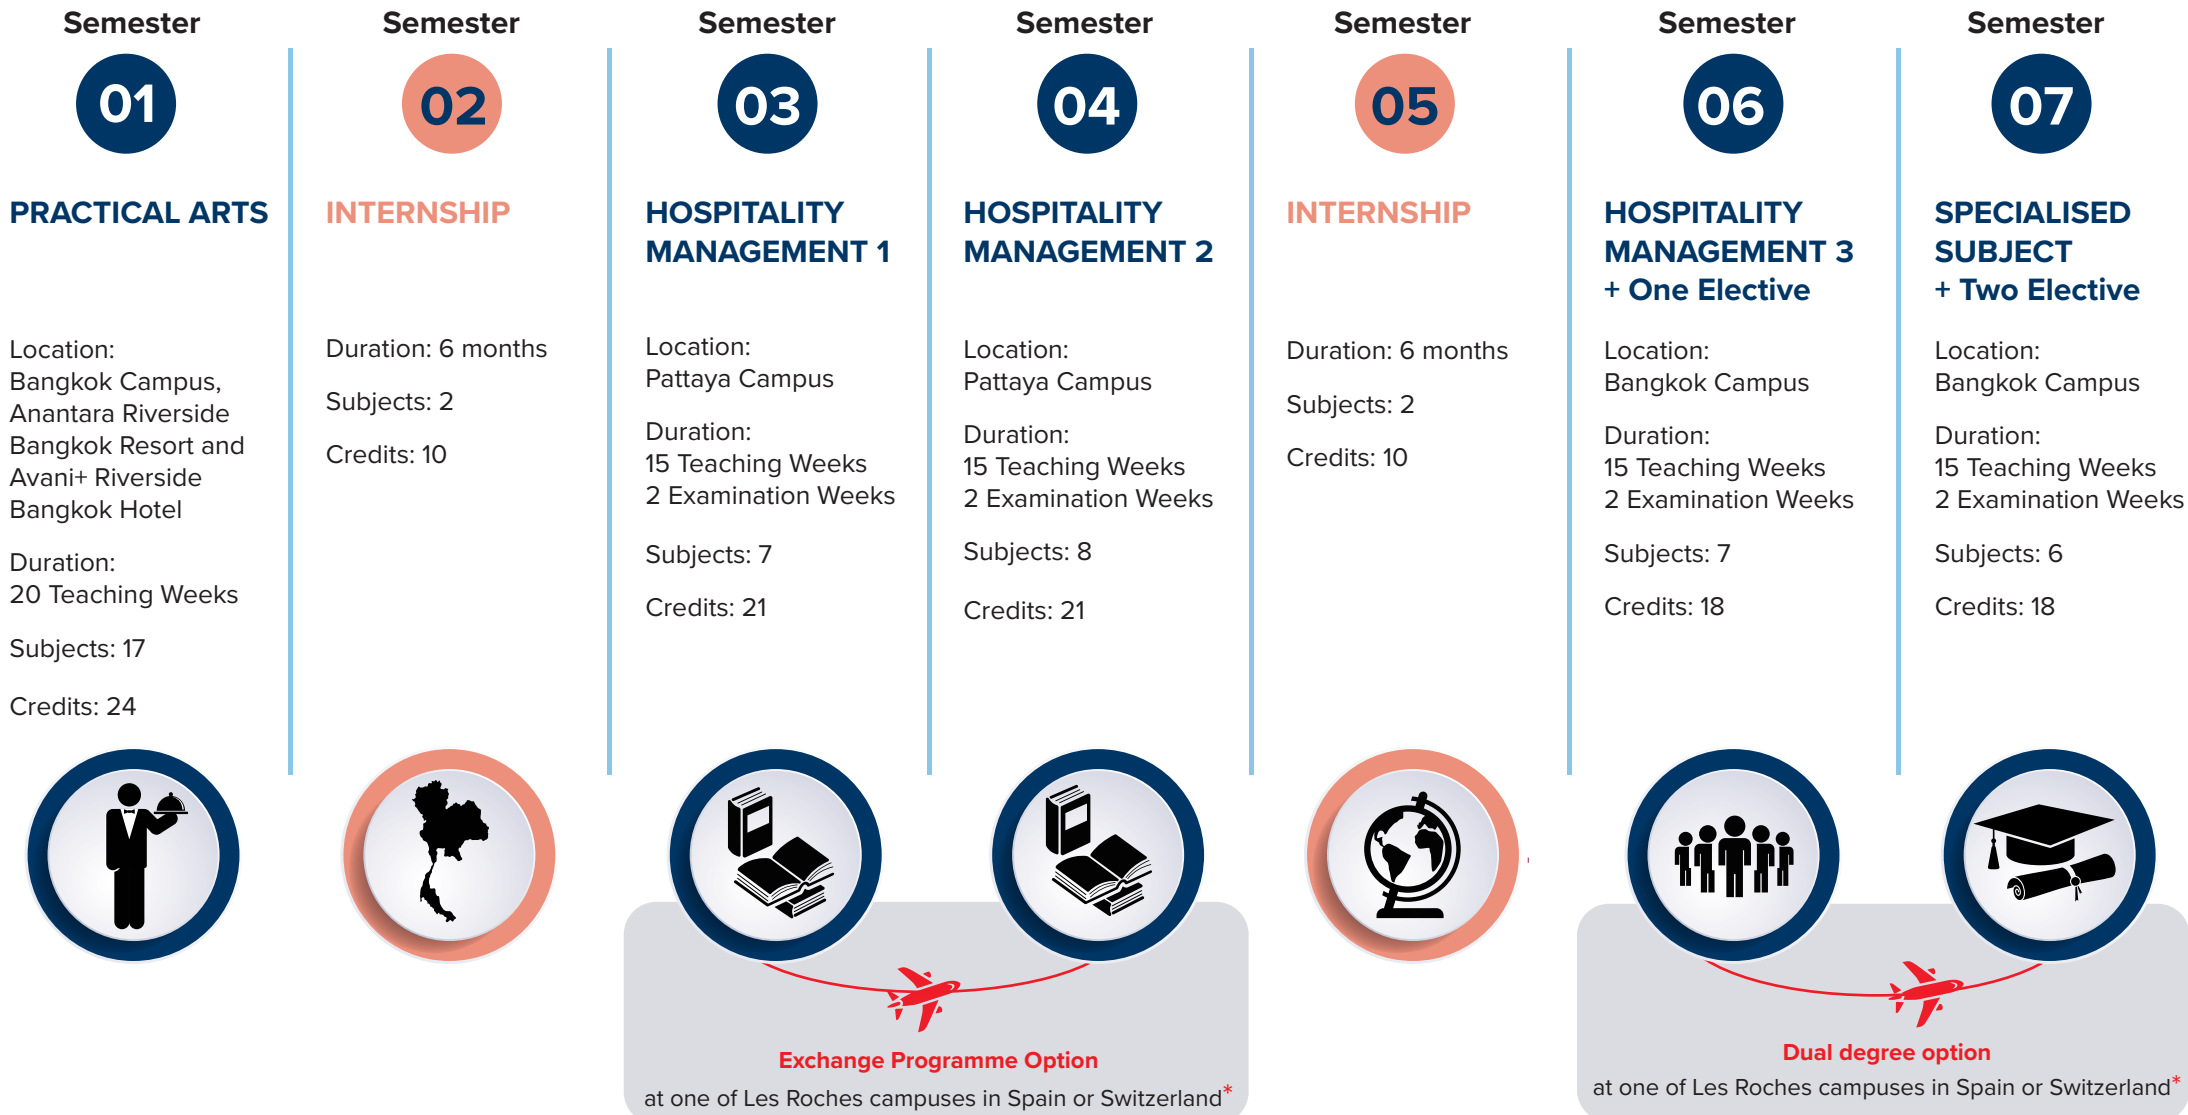 Semester
01
PRACTICAL ARTS
Location:
Bangkok Campus,
Anantara Riverside
Bangkok Resort and
Avani+ Riverside
Bangkok Hotel
Duration:
20 Teaching Weeks
Subjects: 17
Credits: 24
Semester
02
INTERNSHIP
Duration: 6 months
Subjects: 2
Credits: 10
Semester
03
HOSPITALITY
MANAGEMENT 1
Location:
Pattaya Campus
Duration:
15 Teaching Weeks
2 Examination Weeks
Subjects: 7
Credits: 21
Semester
04
HOSPITALITY
MANAGEMENT 2
Location:
Pattaya Campus
Duration:
15 Teaching Weeks
2 Examination Weeks
Subjects: 8
Credits: 21
Exchange Programme Option
at one of Les Roches campuses in Spain or Switzerland*
Semester
05
INTERNSHIP
Duration: 6 months
Subjects: 2
Credits: 10
Semester
06
HOSPITALITY
MANAGEMENT 3
+ One Elective
Location:
Bangkok Campus
Duration:
15 Teaching Weeks
2 Examination Weeks
Subjects: 7
Credits: 18
Semester
07
SPECIALISED
SUBJECT
+ Two Elective
Location:
Bangkok Campus
Duration:
15 Teaching Weeks
2 Examination Weeks
Subjects: 6
Credits: 18
Dual degree option
at one of Les Roches campuses in Spain or Switzerland*